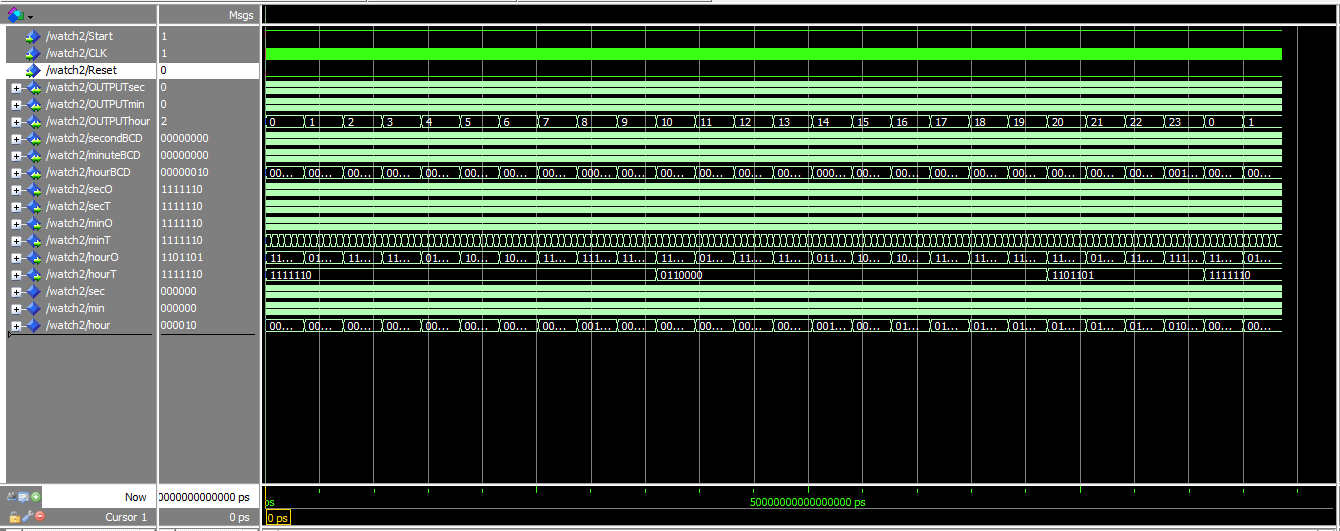 Msgs
/watch2/Start 1
/watch2/CLK 1
/watch2/Reset 0
/watch2/OUTPUTsec 0
/watch2/OUTPUTmin 0
/watch2/OUTPUThour 2 0 1 2 3 4 5 6 7 8 9 10 11 12 13 14 15 16 17 18 19 20 21 22 23 0 1
/watch2/secondBCD 00000000
/watch2/minuteBCD 00000000
/watch2/hourBCD 00000010 00... 00... 00... 00... 00... 00... 00... 00... 000... 00... 00... 00... 00... 00... 000... 00... 00... 00... 00... 00... 00... 00... 00... 001... 00... 00...
/watch2/secO 1111110
/watch2/secT 1111110
/watch2/minO 1111110
/watch2/minT 1111110
/watch2/hourO 1101101 11... 01... 11... 11... 01... 10... 10... 11... 111... 11... 11... 01... 11... 11... 011... 10... 10... 11... 11... 11... 11... 01... 11... 111... 11... 01...
/watch2/hourT 1111110 1111110 0110000 1101101 1111110
/watch2/sec 000000
/watch2/min 000000
/watch2/hour 000010 00... 00... 00... 00... 00... 00... 00... 00... 001... 00... 00... 00... 00... 00... 001... 00... 01... 01... 01... 01... 01... 01... 01... 010... 00... 00...
Now 0000000000000 ps ps 50000000000000000 ps
Cursor 1 0 ps 0 ps